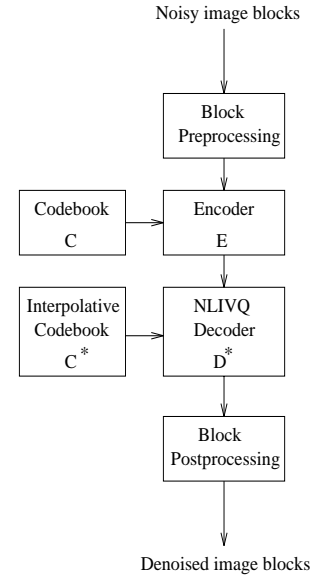 Noisy image blocks
Block
Preprocessing
Codebook
C
Encoder
E
Interpolative
Codebook
C*
NLIVQ
Decoder
D*
Block
Postprocessing
Denoised image blocks